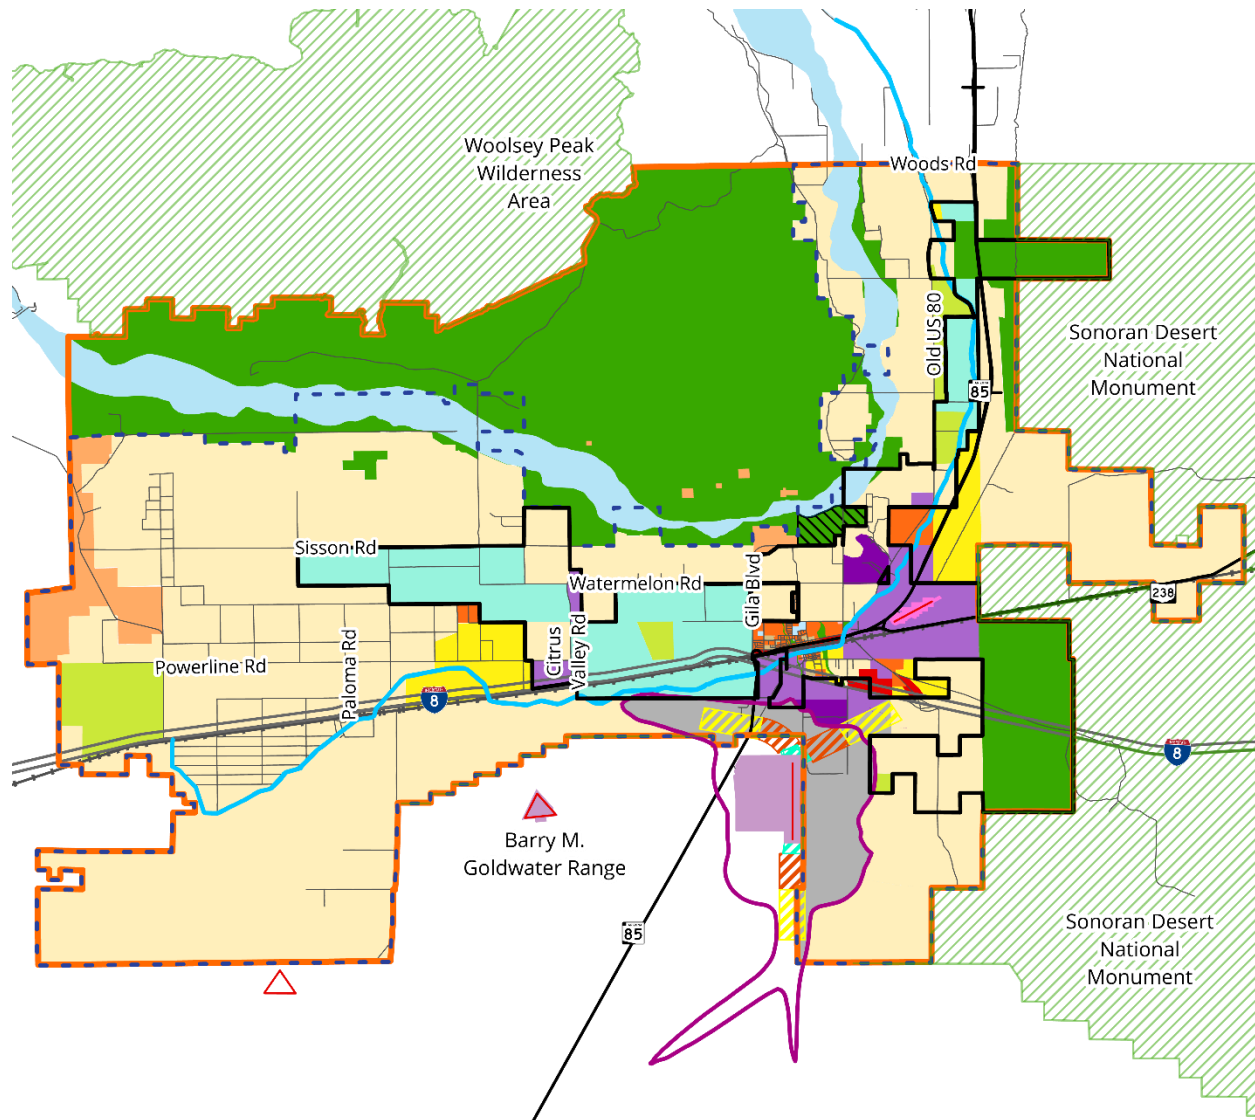 Woolsey Peak
Wilderness
Area
Woods Rd
Old US 80
Sonoran Desert
National
Monument
85
Sisson Rd
Watermelon Rd
Gila Blvd
238
Citrus
Valley Rd
Powerline Rd
Paloma Rd
8
8
Barry M.
Goldwater Range
85
Sonoran Desert
National
Monument